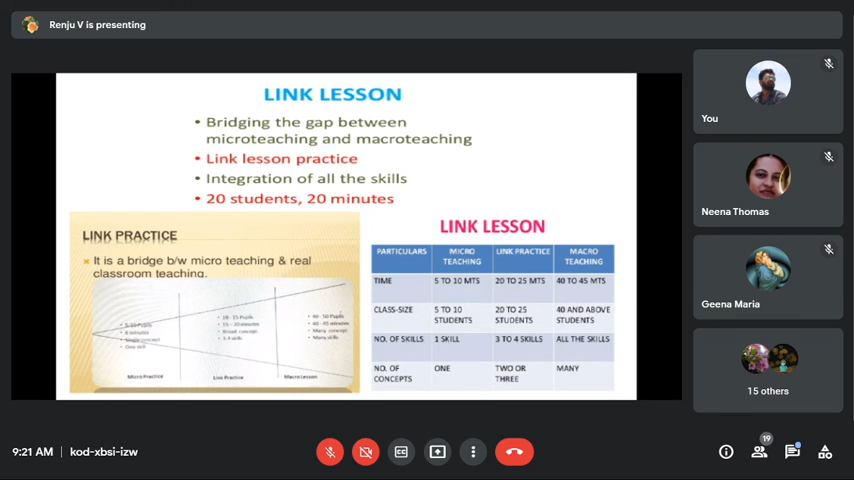 Renju V is presenting
LINK LESSON
• Bridging the gap between
microteaching and macroteaching
• Link lesson practice
• Integration of all the skills
• 20 students, 20 minutes
LINK PRACTICE
It is a bridge b/w micro teaching & real
classroom teaching.
Micro Practice
Link Practice
Macro Lesson
LINK LESSON
PARTICULARS MICRO TEACHING LINK PRACTICE MACRO TEACHING
TIME 5 TO 10 MTS 20 TO 25 MTS 40 TO 45 MTS
CLASS-SIZE 5 TO 10 STUDENTS 20 TO 25 STUDENTS 40 AND ABOVE STUDENTS
NO. OF SKILLS 1 SKILL 3 TO 4 SKILLS ALL THE SKILLS
NO. OF CONCEPTS ONE TWO OR THREE MANY
You
Neena Thomas
Geena Maria
15 others
9:21 AM | kod-xbsi-izw
19